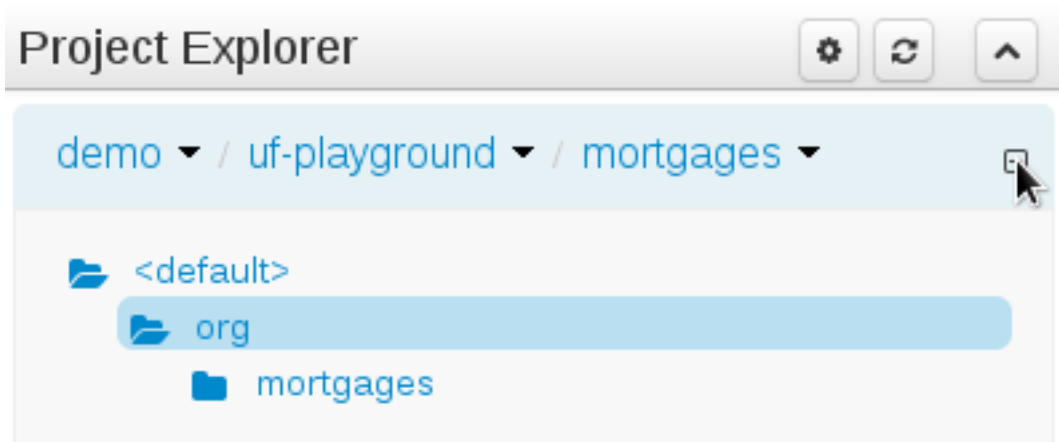 Project Explorer
demo / uf-playground / mortgages
<default>
org
mortgages